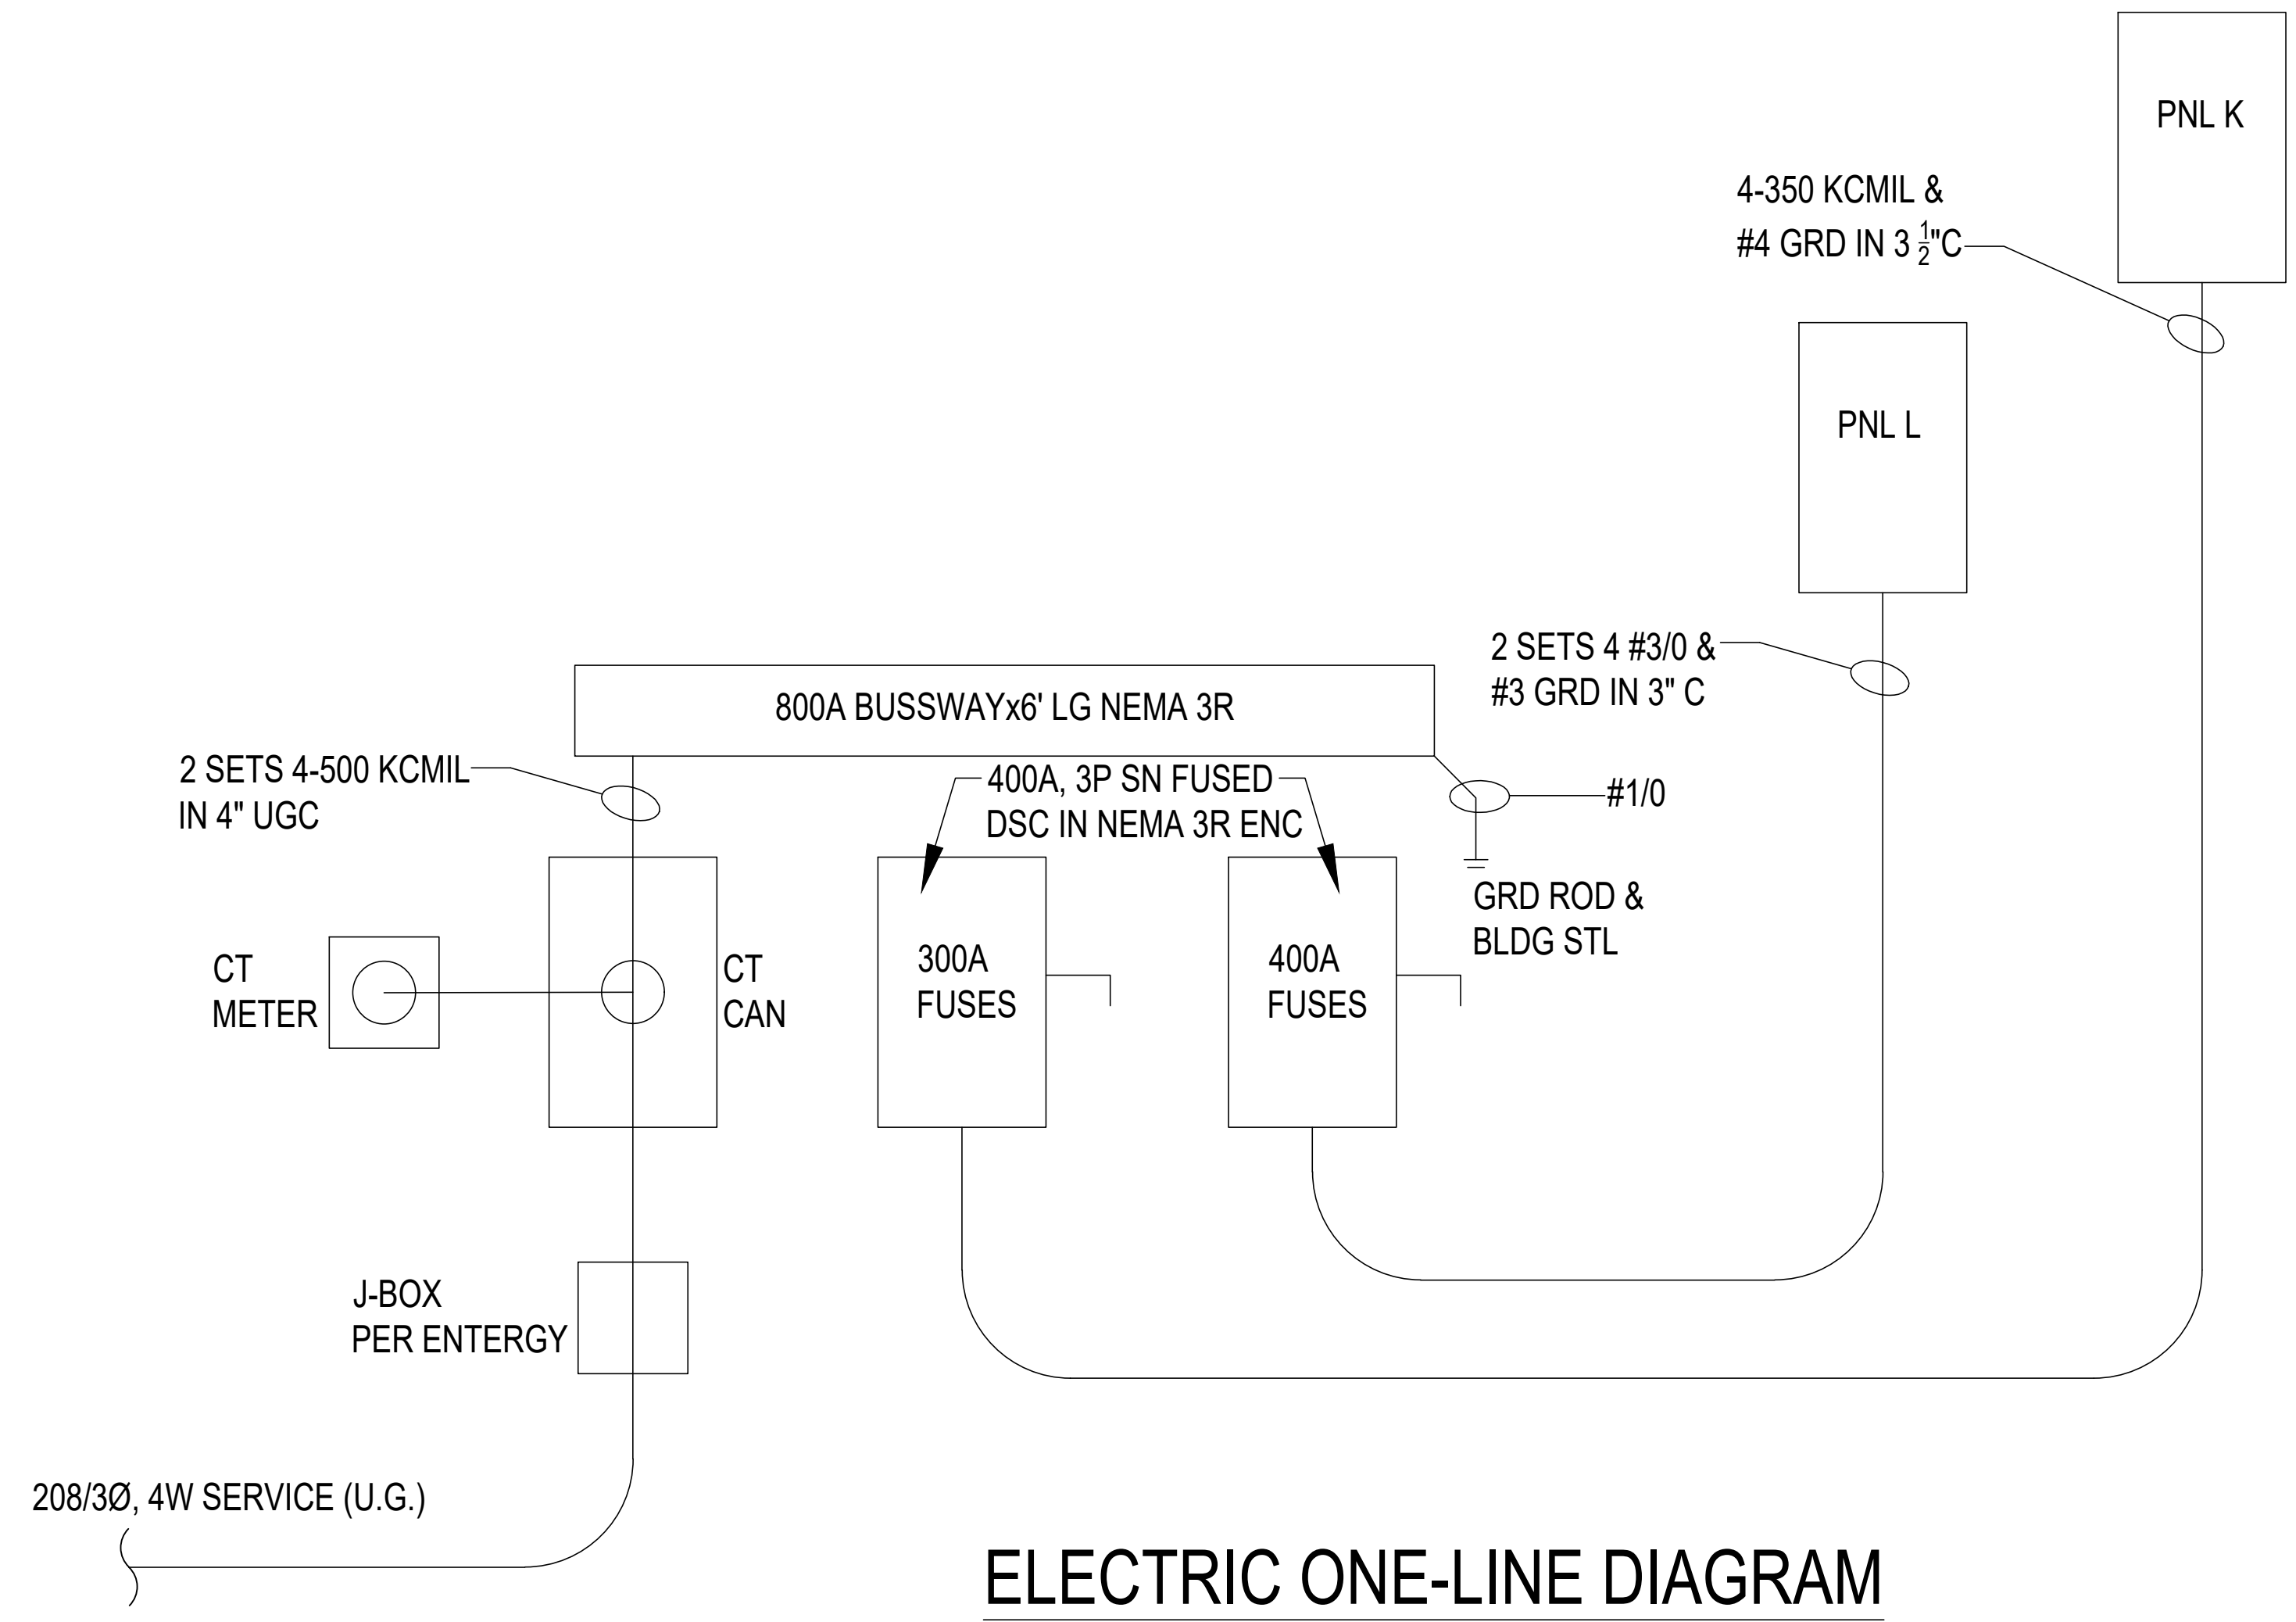 PNL K
4-350 KCMIL &
#4 GRD IN 3 1/2"C
PNL L
2 SETS 4 #3/0 &
#3 GRD IN 3" C
800A BUSSWAYx6' LG NEMA 3R
2 SETS 4-500 KCMIL
IN 4" UGC
400A, 3P SN FUSED
DSC IN NEMA 3R ENC
#1/0
GRD ROD &
BLDG STL
CT
METER
CT
CAN
300A
FUSES
400A
FUSES
J-BOX
PER ENTERGY
208/3Ø, 4W SERVICE (U.G.)
ELECTRIC ONE-LINE DIAGRAM